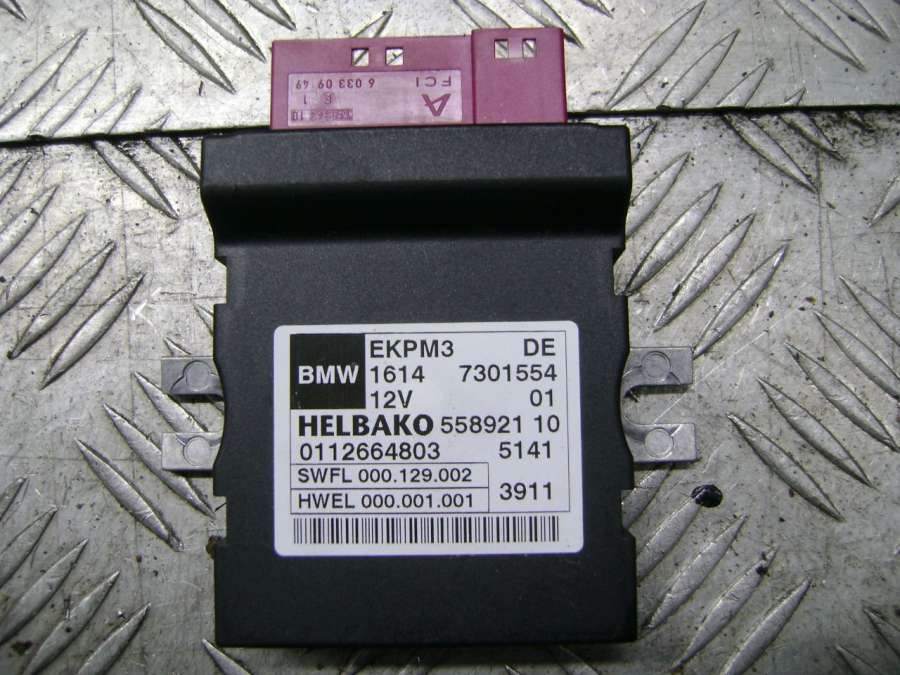 A
FCI
6 033 09 49
E 1
BMW
EKPM3 DE
1614 7301554
12V 01
HELBAKO 558921 10
0112664803 5141
SWFL 000.129.002
HWEL 000.001.001
3911